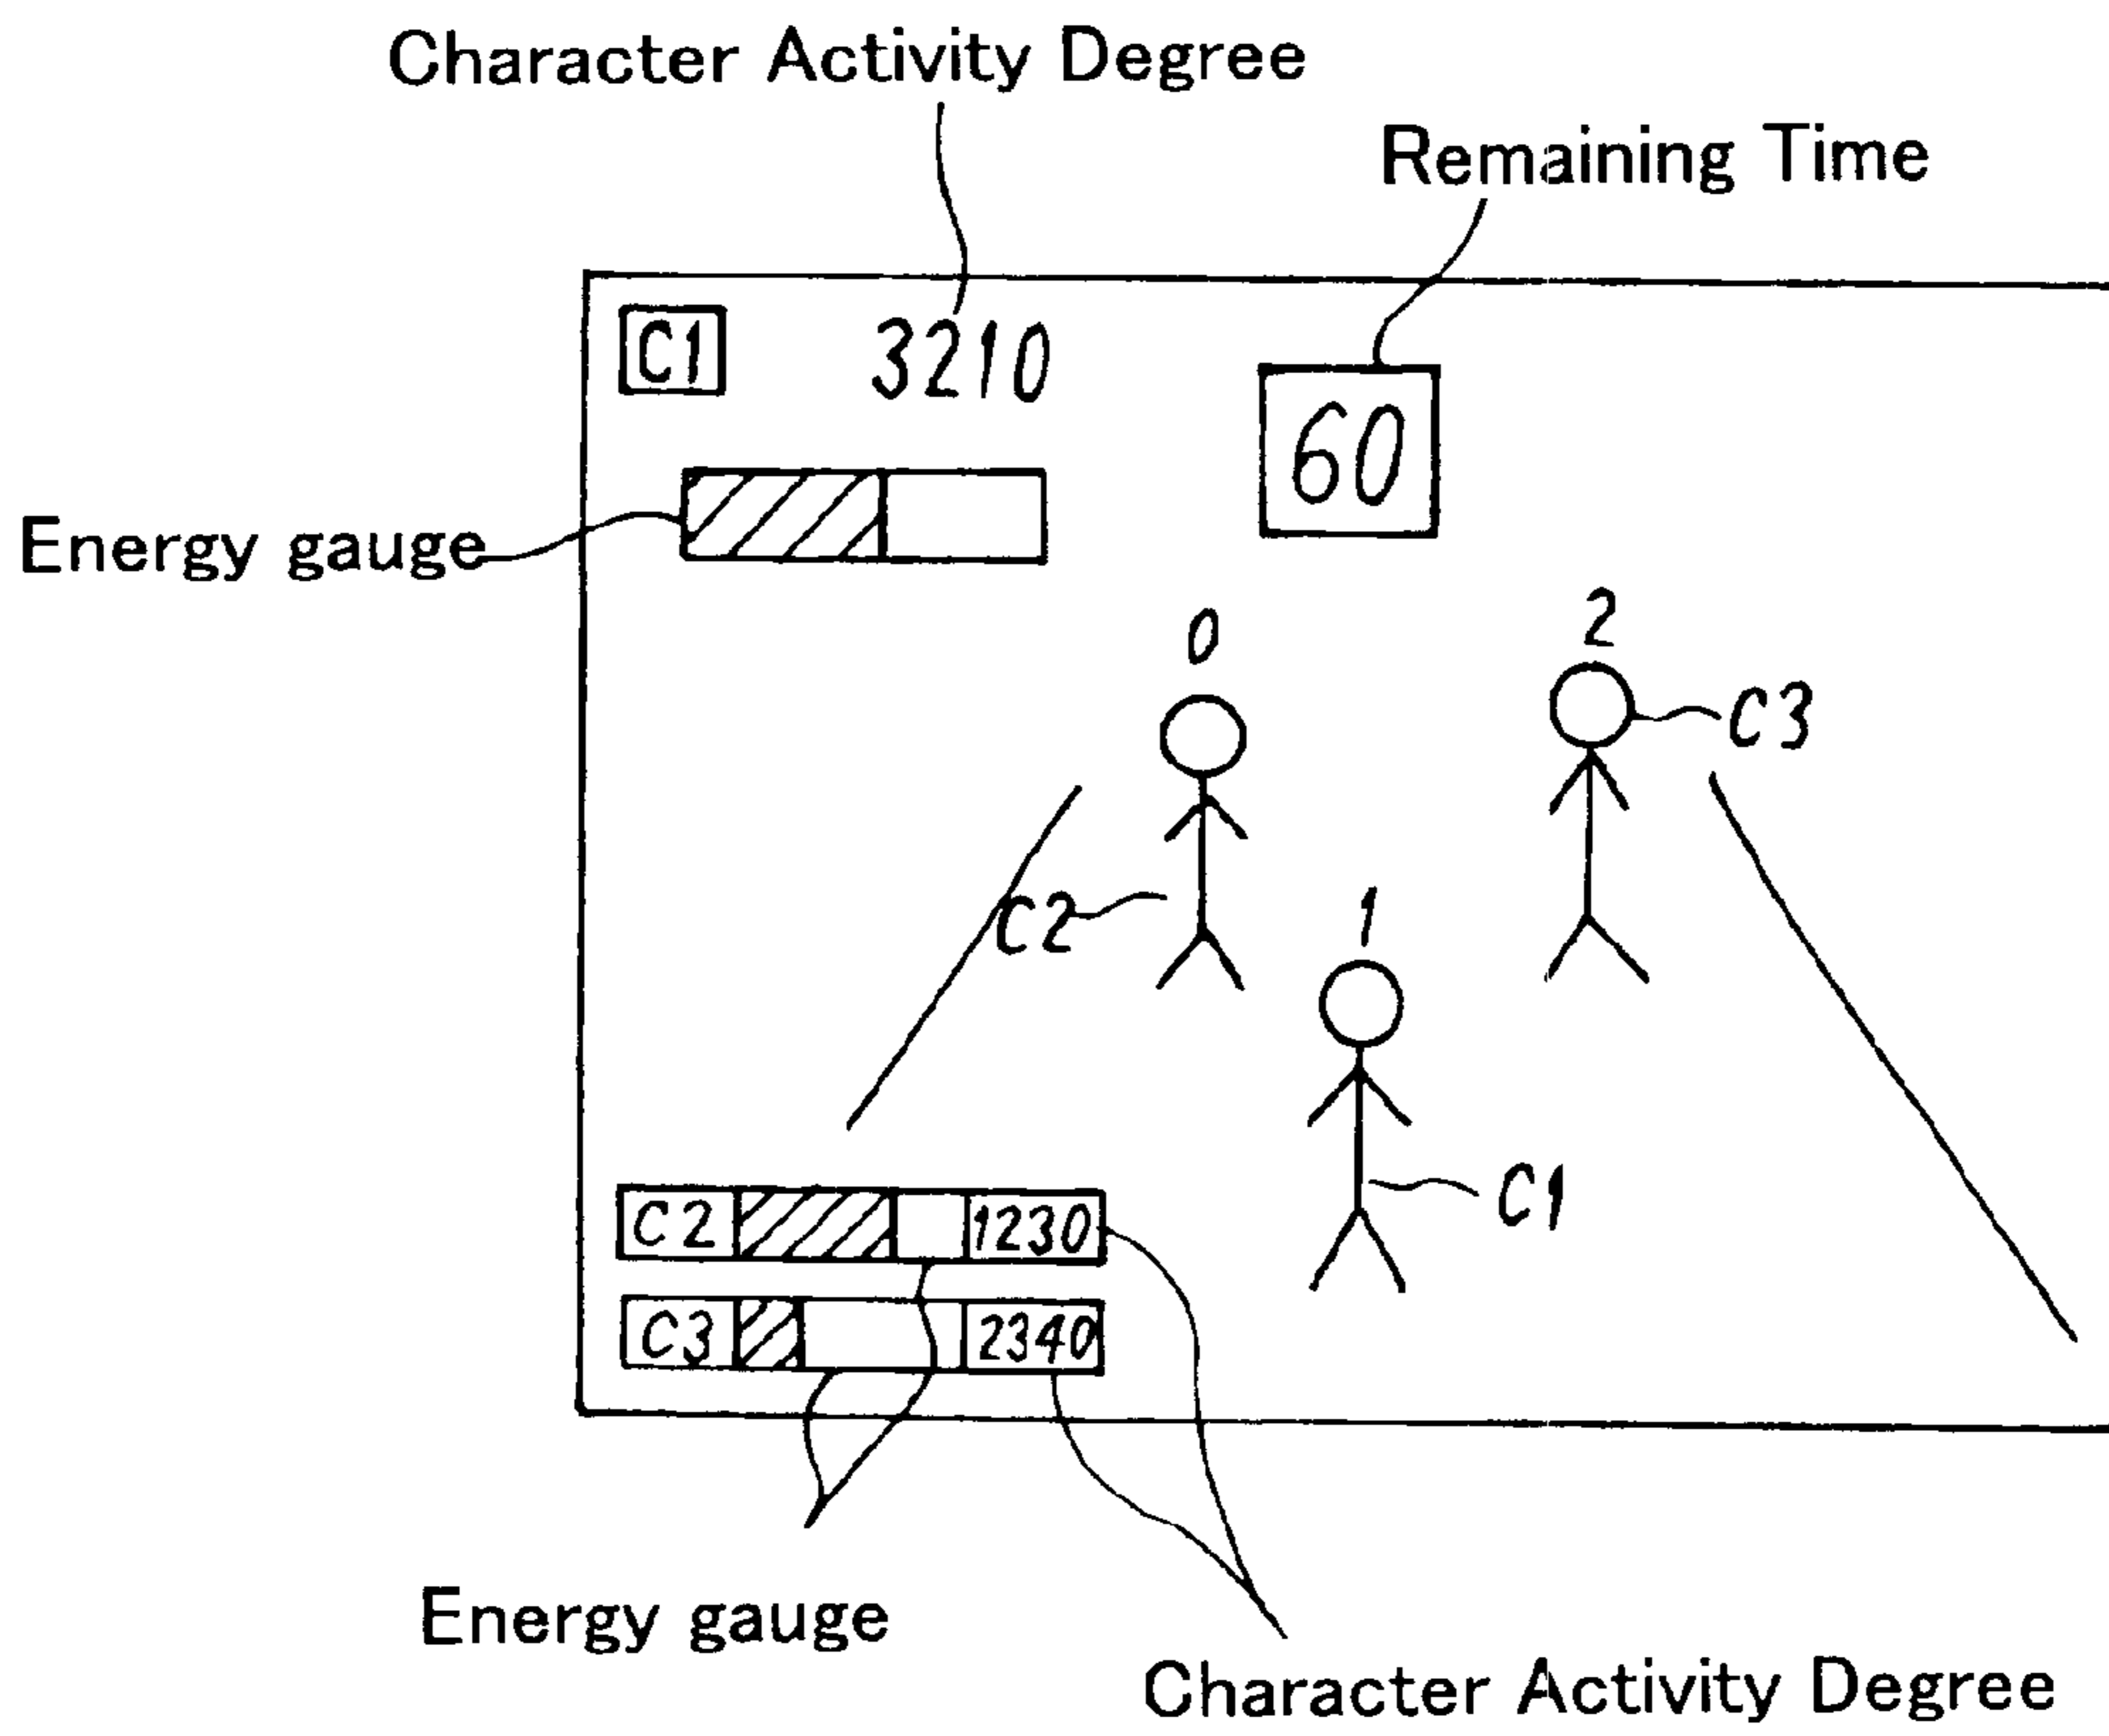 Character Activity Degree
Remaining Time
C1 3210
60
Energy gauge
0
2
C3
C2
1
C1
C2 1230
C3 2340
Energy gauge
Character Activity Degree